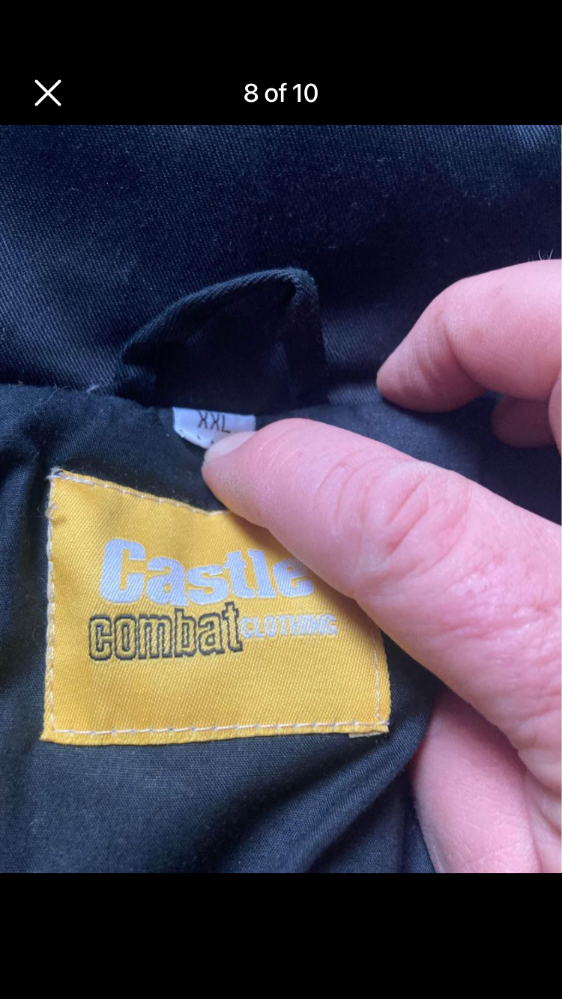 8 of 10
XXL
Castle
combat CLOTHING